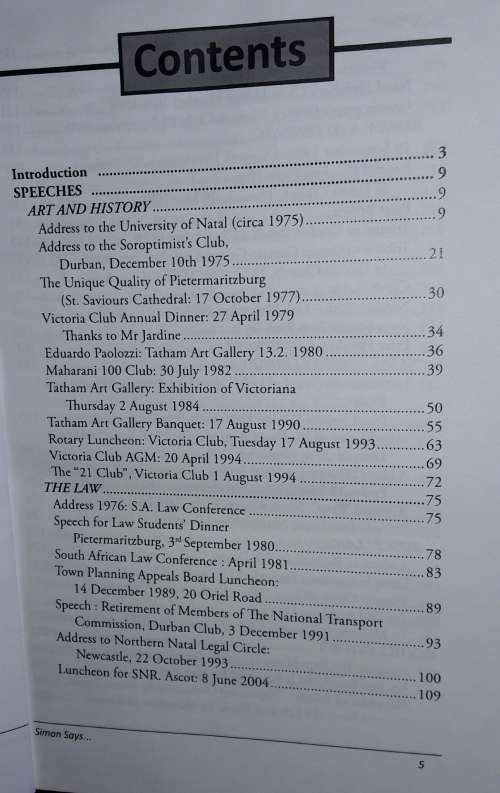 Contents
Introduction ........ 3
SPEECHES ........ 9
ART AND HISTORY ........ 9
Address to the University of Natal (circa 1975) ........ 9
Address to the Soroptimist's Club,
Durban, December 10th 1975 ........ 21
The Unique Quality of Pietermaritzburg
(St. Saviours Cathedral: 17 October 1977) ........ 30
Victoria Club Annual Dinner: 27 April 1979
Thanks to Mr Jardine ........ 34
Eduardo Paolozzi: Tatham Art Gallery 13.2. 1980 ........ 36
Maharani 100 Club: 30 July 1982 ........ 39
Tatham Art Gallery: Exhibition of Victoriana
Thursday 2 August 1984 ........ 50
Tatham Art Gallery Banquet: 17 August 1990 ........ 55
Rotary Luncheon: Victoria Club, Tuesday 17 August 1993 ........ 63
Victoria Club AGM: 20 April 1994 ........ 69
The "21 Club", Victoria Club 1 August 1994 ........ 72
THE LAW ........ 75
Address 1976: S.A. Law Conference ........ 75
Speech for Law Students' Dinner
Pietermaritzburg, 3rd September 1980 ........ 78
South African Law Conference : April 1981 ........ 83
Town Planning Appeals Board Luncheon:
14 December 1989, 20 Oriel Road ........ 89
Speech : Retirement of Members of The National Transport
Commission, Durban Club, 3 December 1991 ........ 93
Address to Northern Natal Legal Circle:
Newcastle, 22 October 1993 ........ 100
Luncheon for SNR. Ascot: 8 June 2004 ........ 109
Simon Says...
5